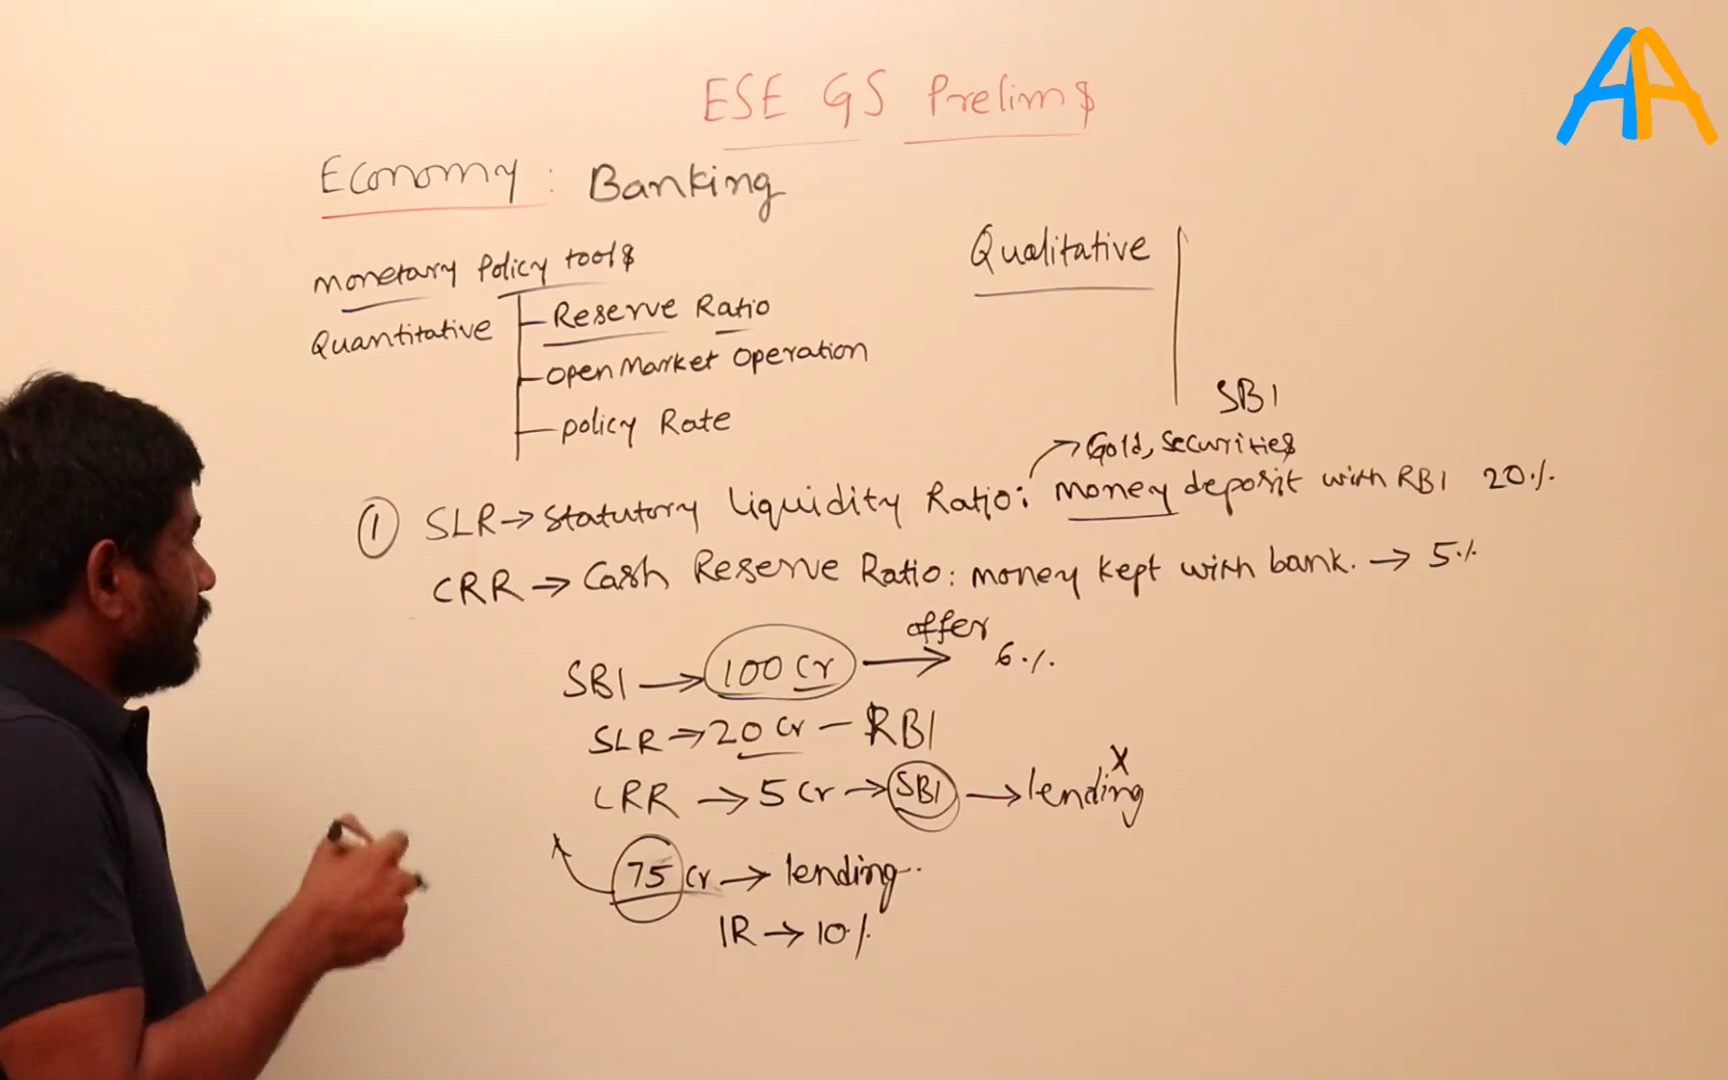 AA
ESE GS Prelims
Economy : Banking
Monetary Policy tools
Quantitative
Reserve Ratio
Open Market Operation
Policy Rate
Qualitative
SBI
Gold, Securities
① SLR → Statutory Liquidity Ratio: Money deposit with RBI 20%
CRR → Cash Reserve Ratio: money kept with bank. → 5%
SBI → 100 Cr → offer 6%
SLR → 20 Cr – RBI
CRR → 5 Cr → SBI → lending X
75 Cr → lending..
IR → 10%